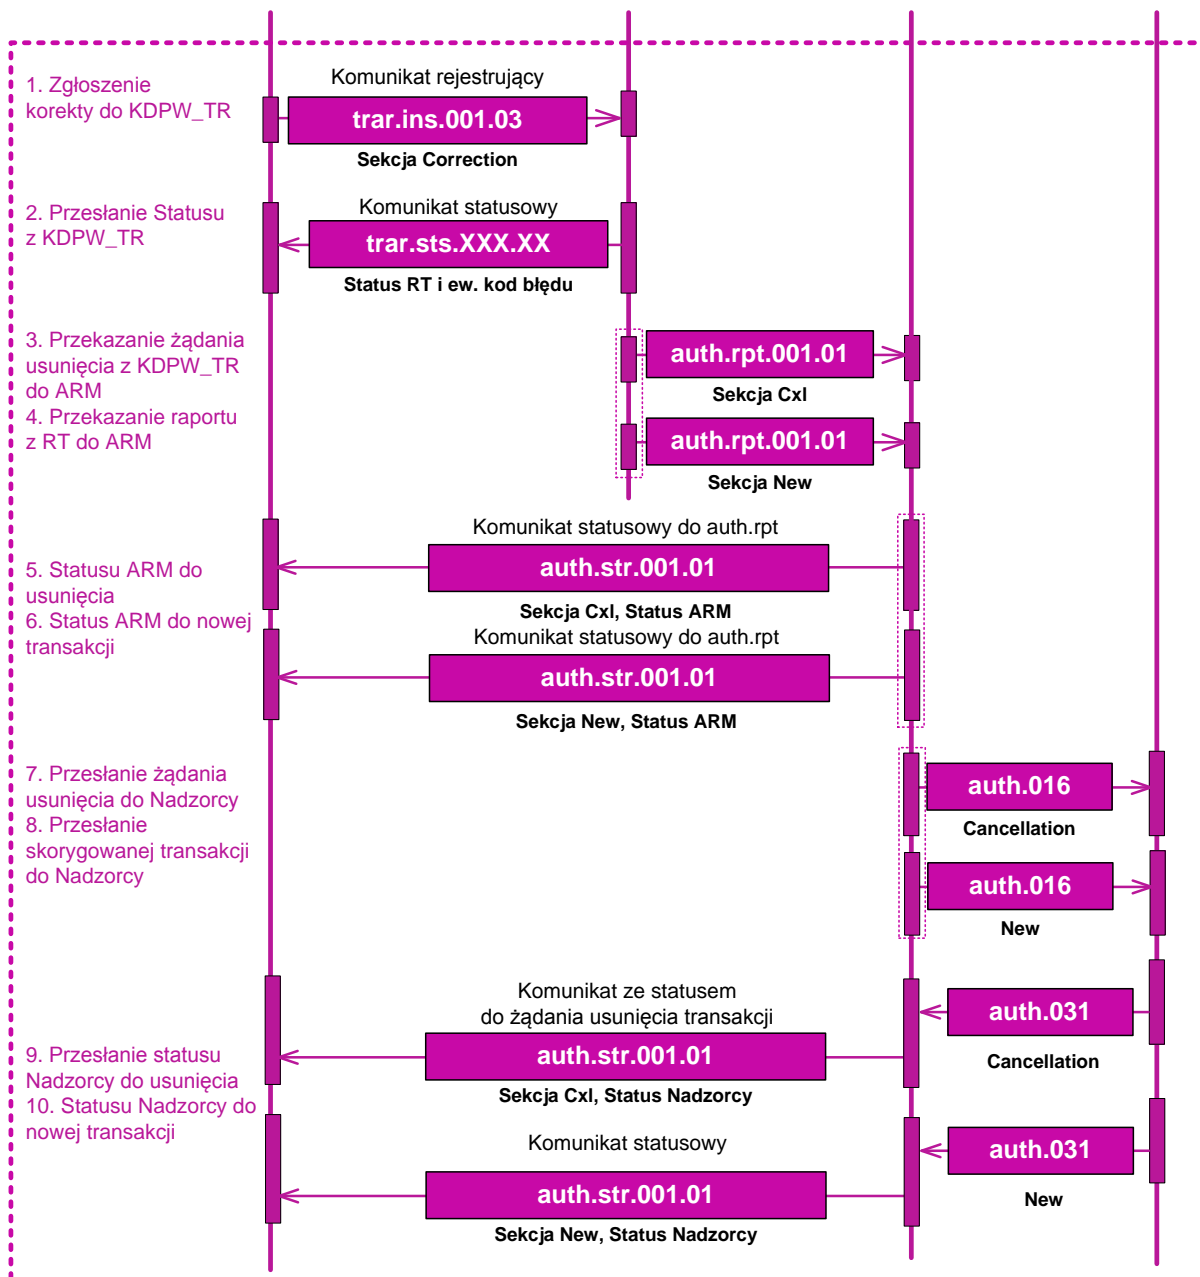 1. Zgłoszenie
korekty do KDPW_TR
Komunikat rejestrujący
trar.ins.001.03
Sekcja Correction
2. Przesłanie Statusu
z KDPW_TR
Komunikat statusowy
trar.sts.XXX.XX
Status RT i ew. kod błędu
3. Przekazanie żądania
usunięcia z KDPW_TR
do ARM
4. Przekazanie raportu
z RT do ARM
auth.rpt.001.01
Sekcja Cxl
auth.rpt.001.01
Sekcja New
5. Statusu ARM do
usunięcia
6. Status ARM do nowej
transakcji
Komunikat statusowy do auth.rpt
auth.str.001.01
Sekcja Cxl, Status ARM
Komunikat statusowy do auth.rpt
auth.str.001.01
Sekcja New, Status ARM
7. Przesłanie żądania
usunięcia do Nadzorcy
8. Przesłanie
skorygowanej transakcji
do Nadzorcy
auth.016
Cancellation
auth.016
New
9. Przesłanie statusu
Nadzorcy do usunięcia
10. Statusu Nadzorcy do
nowej transakcji
Komunikat ze statusem
do żądania usunięcia transakcji
auth.str.001.01
Sekcja Cxl, Status Nadzorcy
auth.031
Cancellation
Komunikat statusowy
auth.str.001.01
Sekcja New, Status Nadzorcy
auth.031
New